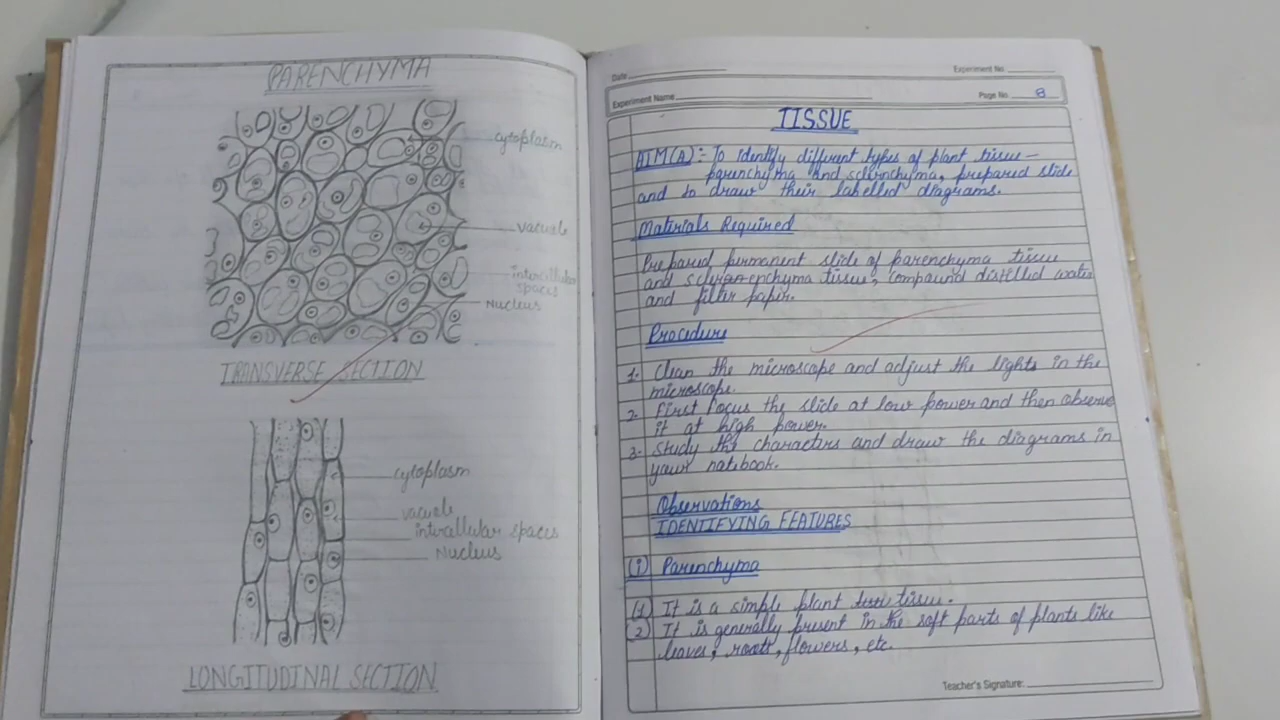 PARENCHYMA
cytoplasm
vacuole
intercellular
spaces
Nucleus
TRANSVERSE SECTION
cytoplasm
vacuole
intercellular spaces
Nucleus
LONGITUDINAL SECTION
Date
Experiment No.
Experiment Name
Page No. 8
TISSUE
AIM(A):- To identify different types of plant tissue-
parenchyma and sclernchyma, prepared slide
and to draw their labelled diagrams.
Materials Required
Prepared permanent slide of parenchyma tissue
and sclerenchyma tissue, compound distilled water
and filter paper.
Procedure
1- Clean the microscope and adjust the lights in the
microscope.
2- First focus the slide at low power and then observe
it at high power.
3- Study the characters and draw the diagrams in
your notebook.
Observations
IDENTIFYING FEATURES
(i) Parenchyma
(1) It is a simple plant tissue.
(2) It is generally present in the soft parts of plants like
leaves, roots, flowers, etc.
Teacher's Signature: